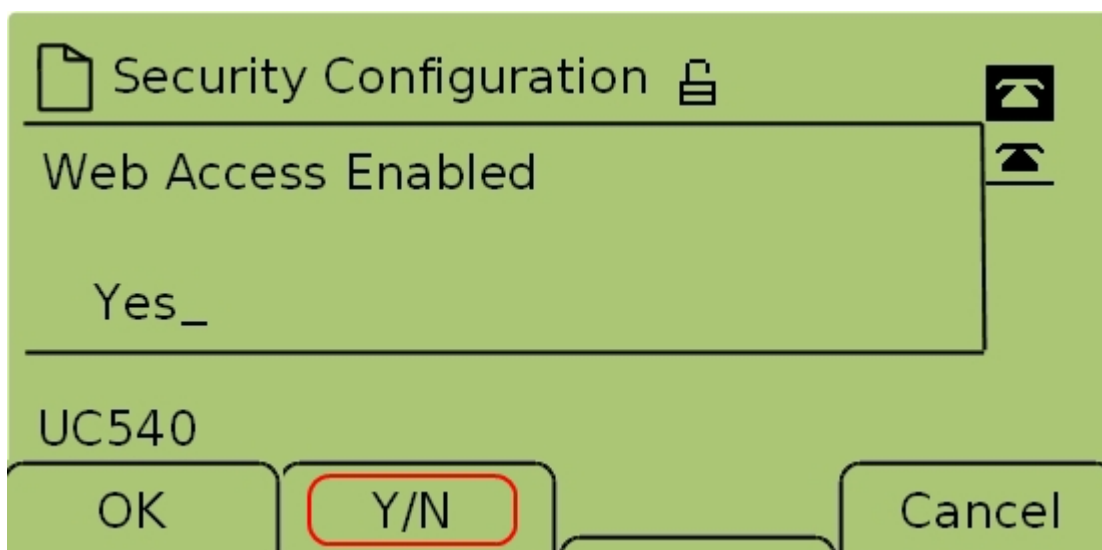 Security Configuration
Web Access Enabled
Yes_
UC540
OK Y/N Cancel